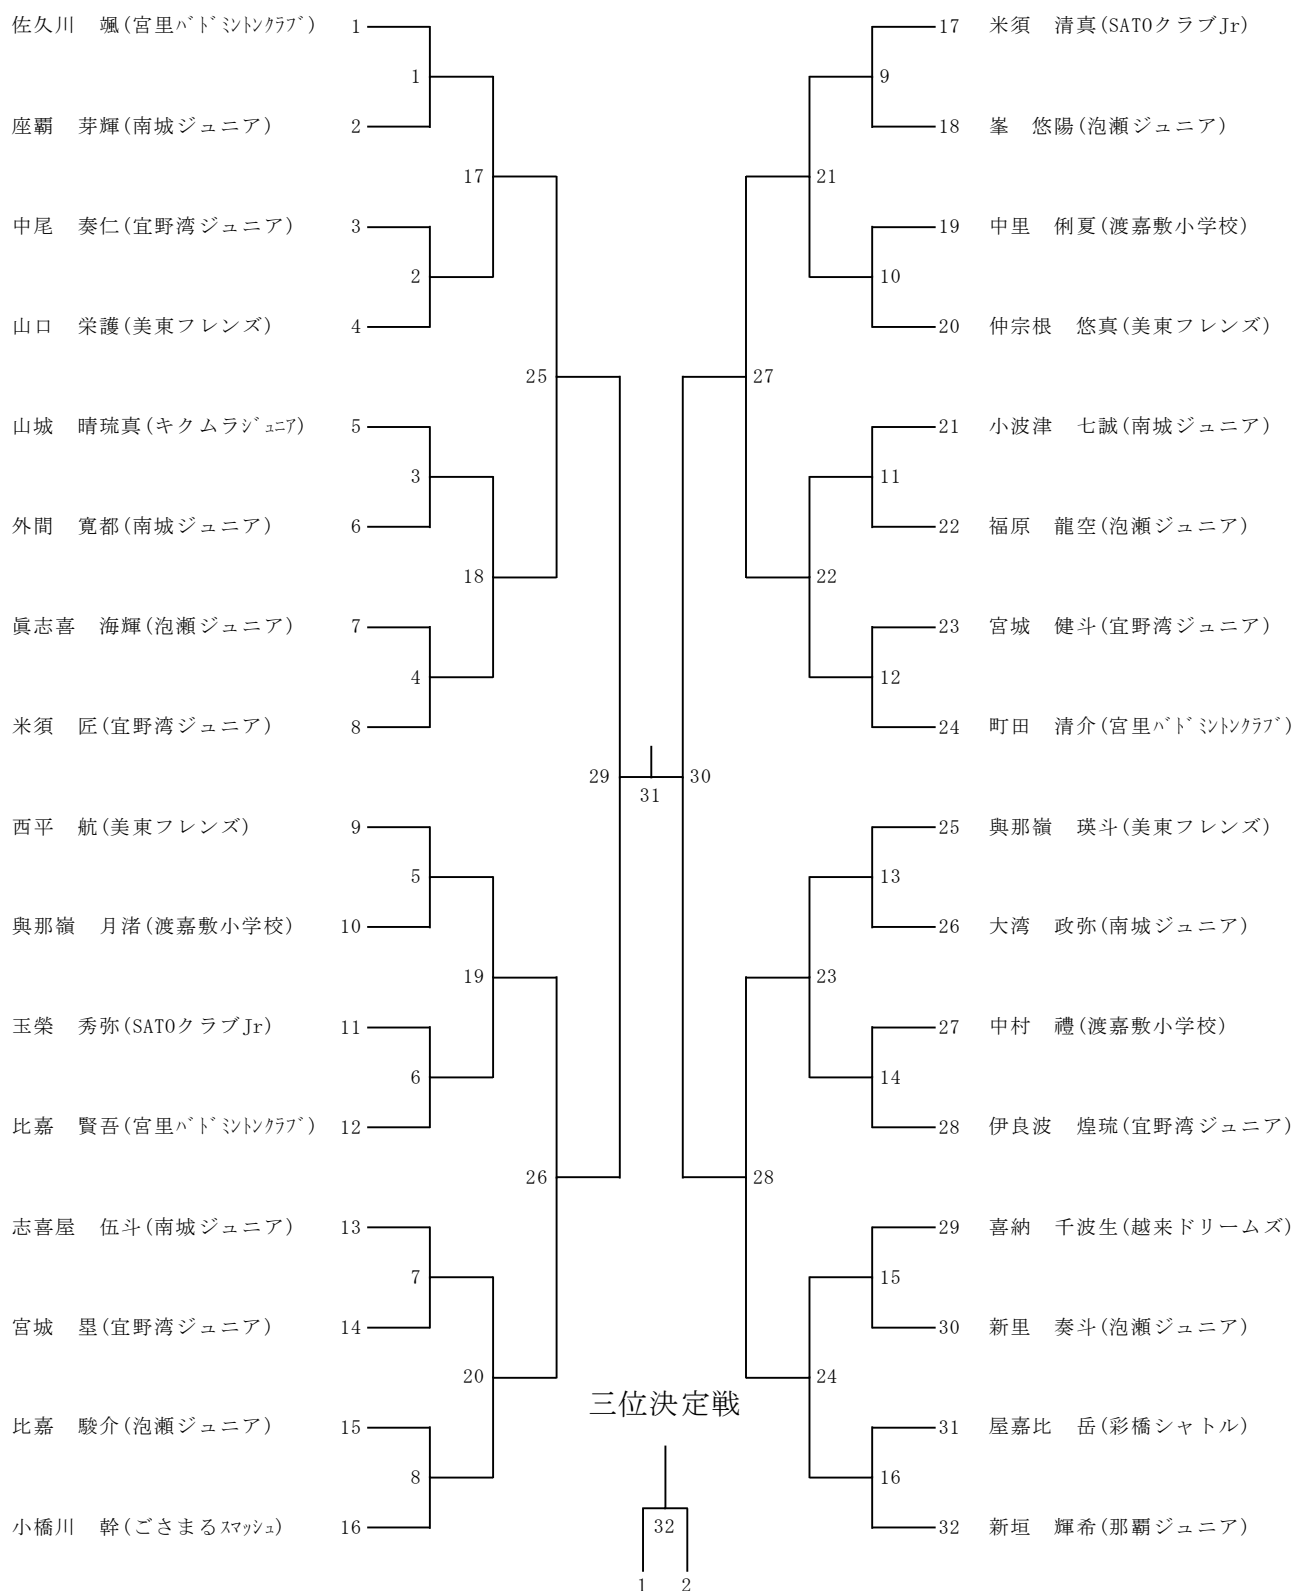 佐久川　颯(宮里ﾊﾞﾄﾞﾐﾝﾄﾝｸﾗﾌﾞ) 1
1
座覇　芽輝(南城ジュニア) 2
17
中尾　奏仁(宜野湾ジュニア) 3
2
山口　栄護(美東フレンズ) 4
25
山城　晴琉真(キクムラｼﾞｭﾆｱ) 5
3
外間　寛都(南城ジュニア) 6
18
眞志喜　海輝(泡瀬ジュニア) 7
4
米須　匠(宜野湾ジュニア) 8
29
西平　航(美東フレンズ) 9
5
與那嶺　月渚(渡嘉敷小学校) 10
19
玉榮　秀弥(SATOクラブJr) 11
6
比嘉　賢吾(宮里ﾊﾞﾄﾞﾐﾝﾄﾝｸﾗﾌﾞ) 12
26
志喜屋　伍斗(南城ジュニア) 13
7
宮城　塁(宜野湾ジュニア) 14
20
比嘉　駿介(泡瀬ジュニア) 15
8
小橋川　幹(ごさまるｽﾏｯｼｭ) 16
31
17 米須　清真(SATOクラブJr)
9
18 峯　悠陽(泡瀬ジュニア)
21
19 中里　俐夏(渡嘉敷小学校)
10
20 仲宗根　悠真(美東フレンズ)
27
21 小波津　七誠(南城ジュニア)
11
22 福原　龍空(泡瀬ジュニア)
22
23 宮城　健斗(宜野湾ジュニア)
12
24 町田　清介(宮里ﾊﾞﾄﾞﾐﾝﾄﾝｸﾗﾌﾞ)
30
25 與那嶺　瑛斗(美東フレンズ)
13
26 大湾　政弥(南城ジュニア)
23
27 中村　禮(渡嘉敷小学校)
14
28 伊良波　煌琉(宜野湾ジュニア)
28
29 喜納　千波生(越来ドリームズ)
15
30 新里　奏斗(泡瀬ジュニア)
24
31 屋嘉比　岳(彩橋シャトル)
16
32 新垣　輝希(那覇ジュニア)
三位決定戦
32
1 2